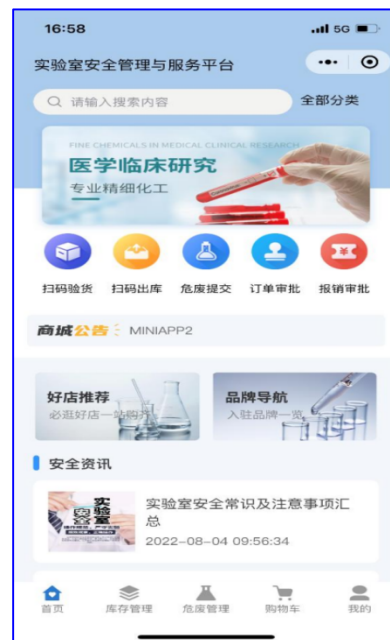 16:58
5G
实验室安全管理与服务平台
请输入搜索内容
全部分类
FINE CHEMICALS IN MEDICAL CLINICAL RESEARCH
医学临床研究
专业精细化工
扫码验货 扫码出库 危废提交 订单审批 报销审批
商城公告 MINIAPP2
好店推荐
必逛好店一站购齐
品牌导航
入驻品牌一览
安全资讯
实验室
安全
实验室安全常识及注意事项汇
总
2022-08-04 09:56:34
首页 库存管理 危废管理 购物车 我的